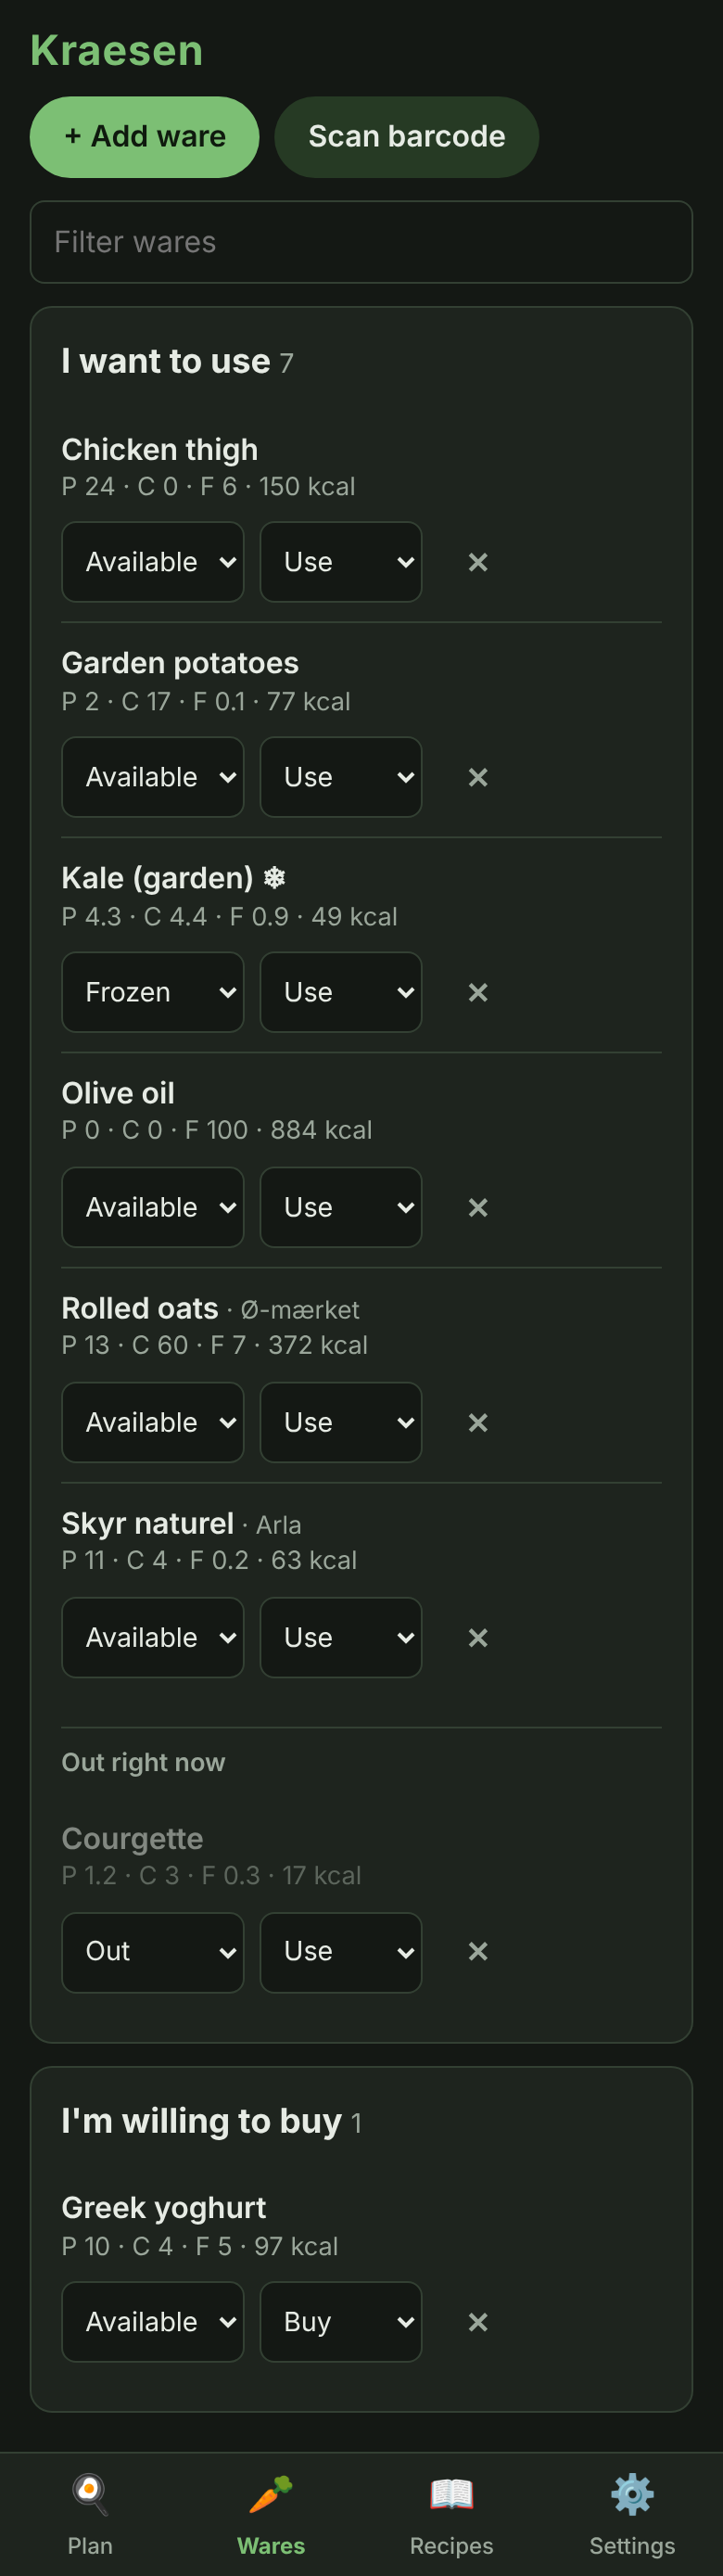 Kraesen
+ Add ware
Scan barcode
Filter wares
I want to use 7
Chicken thigh
P 24 · C 0 · F 6 · 150 kcal
Available
Use
✕
Garden potatoes
P 2 · C 17 · F 0.1 · 77 kcal
Available
Use
✕
Kale (garden) ❄
P 4.3 · C 4.4 · F 0.9 · 49 kcal
Frozen
Use
✕
Olive oil
P 0 · C 0 · F 100 · 884 kcal
Available
Use
✕
Rolled oats · Ø-mærket
P 13 · C 60 · F 7 · 372 kcal
Available
Use
✕
Skyr naturel · Arla
P 11 · C 4 · F 0.2 · 63 kcal
Available
Use
✕
Out right now
Courgette
P 1.2 · C 3 · F 0.3 · 17 kcal
Out
Use
✕
I'm willing to buy 1
Greek yoghurt
P 10 · C 4 · F 5 · 97 kcal
Available
Buy
✕
Plan
Wares
Recipes
Settings